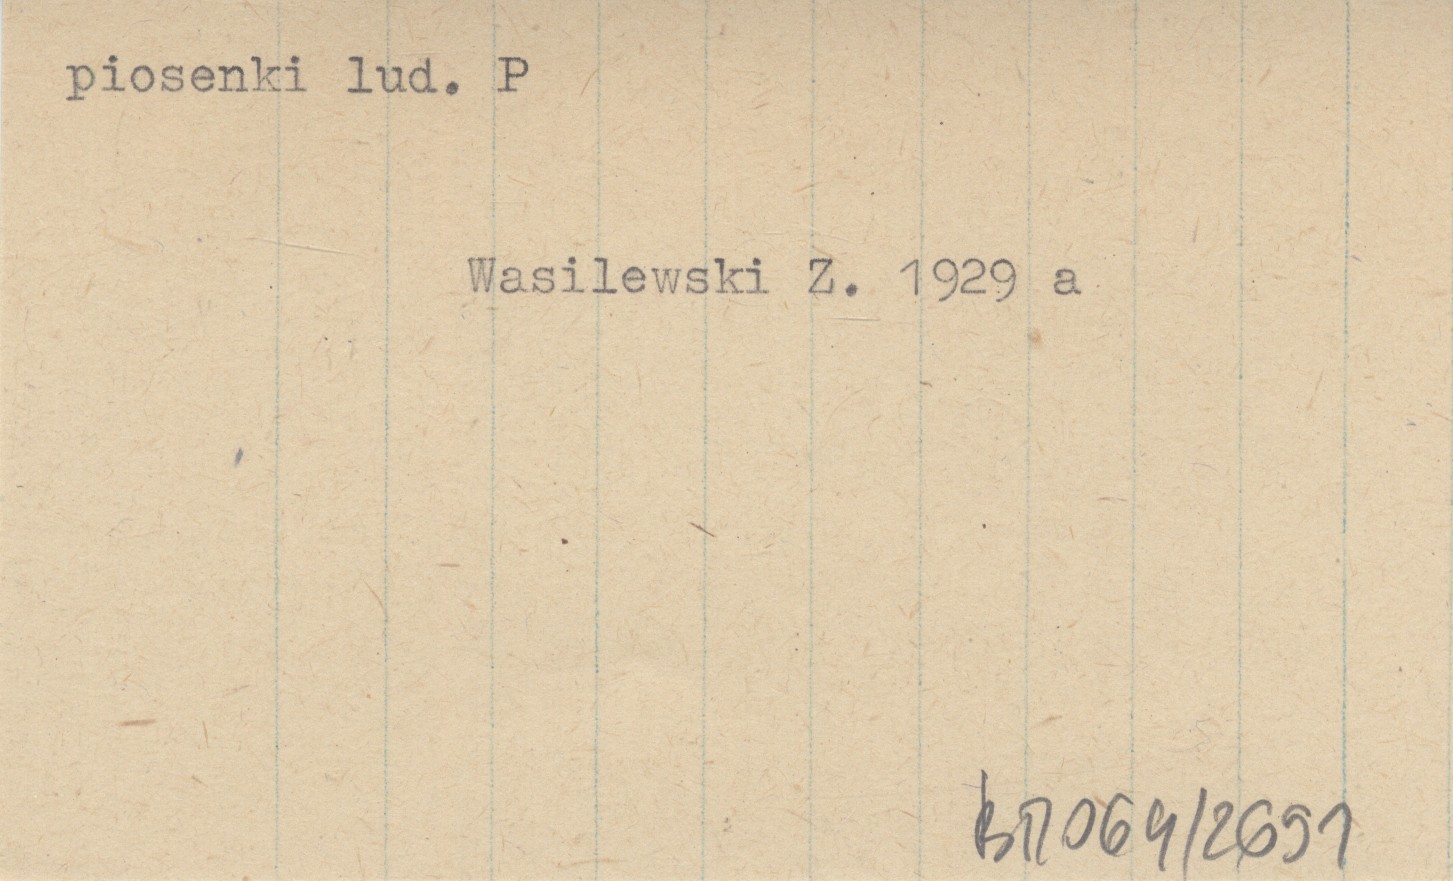 piosenki lud. P
Wasilewski Z. 1929 a